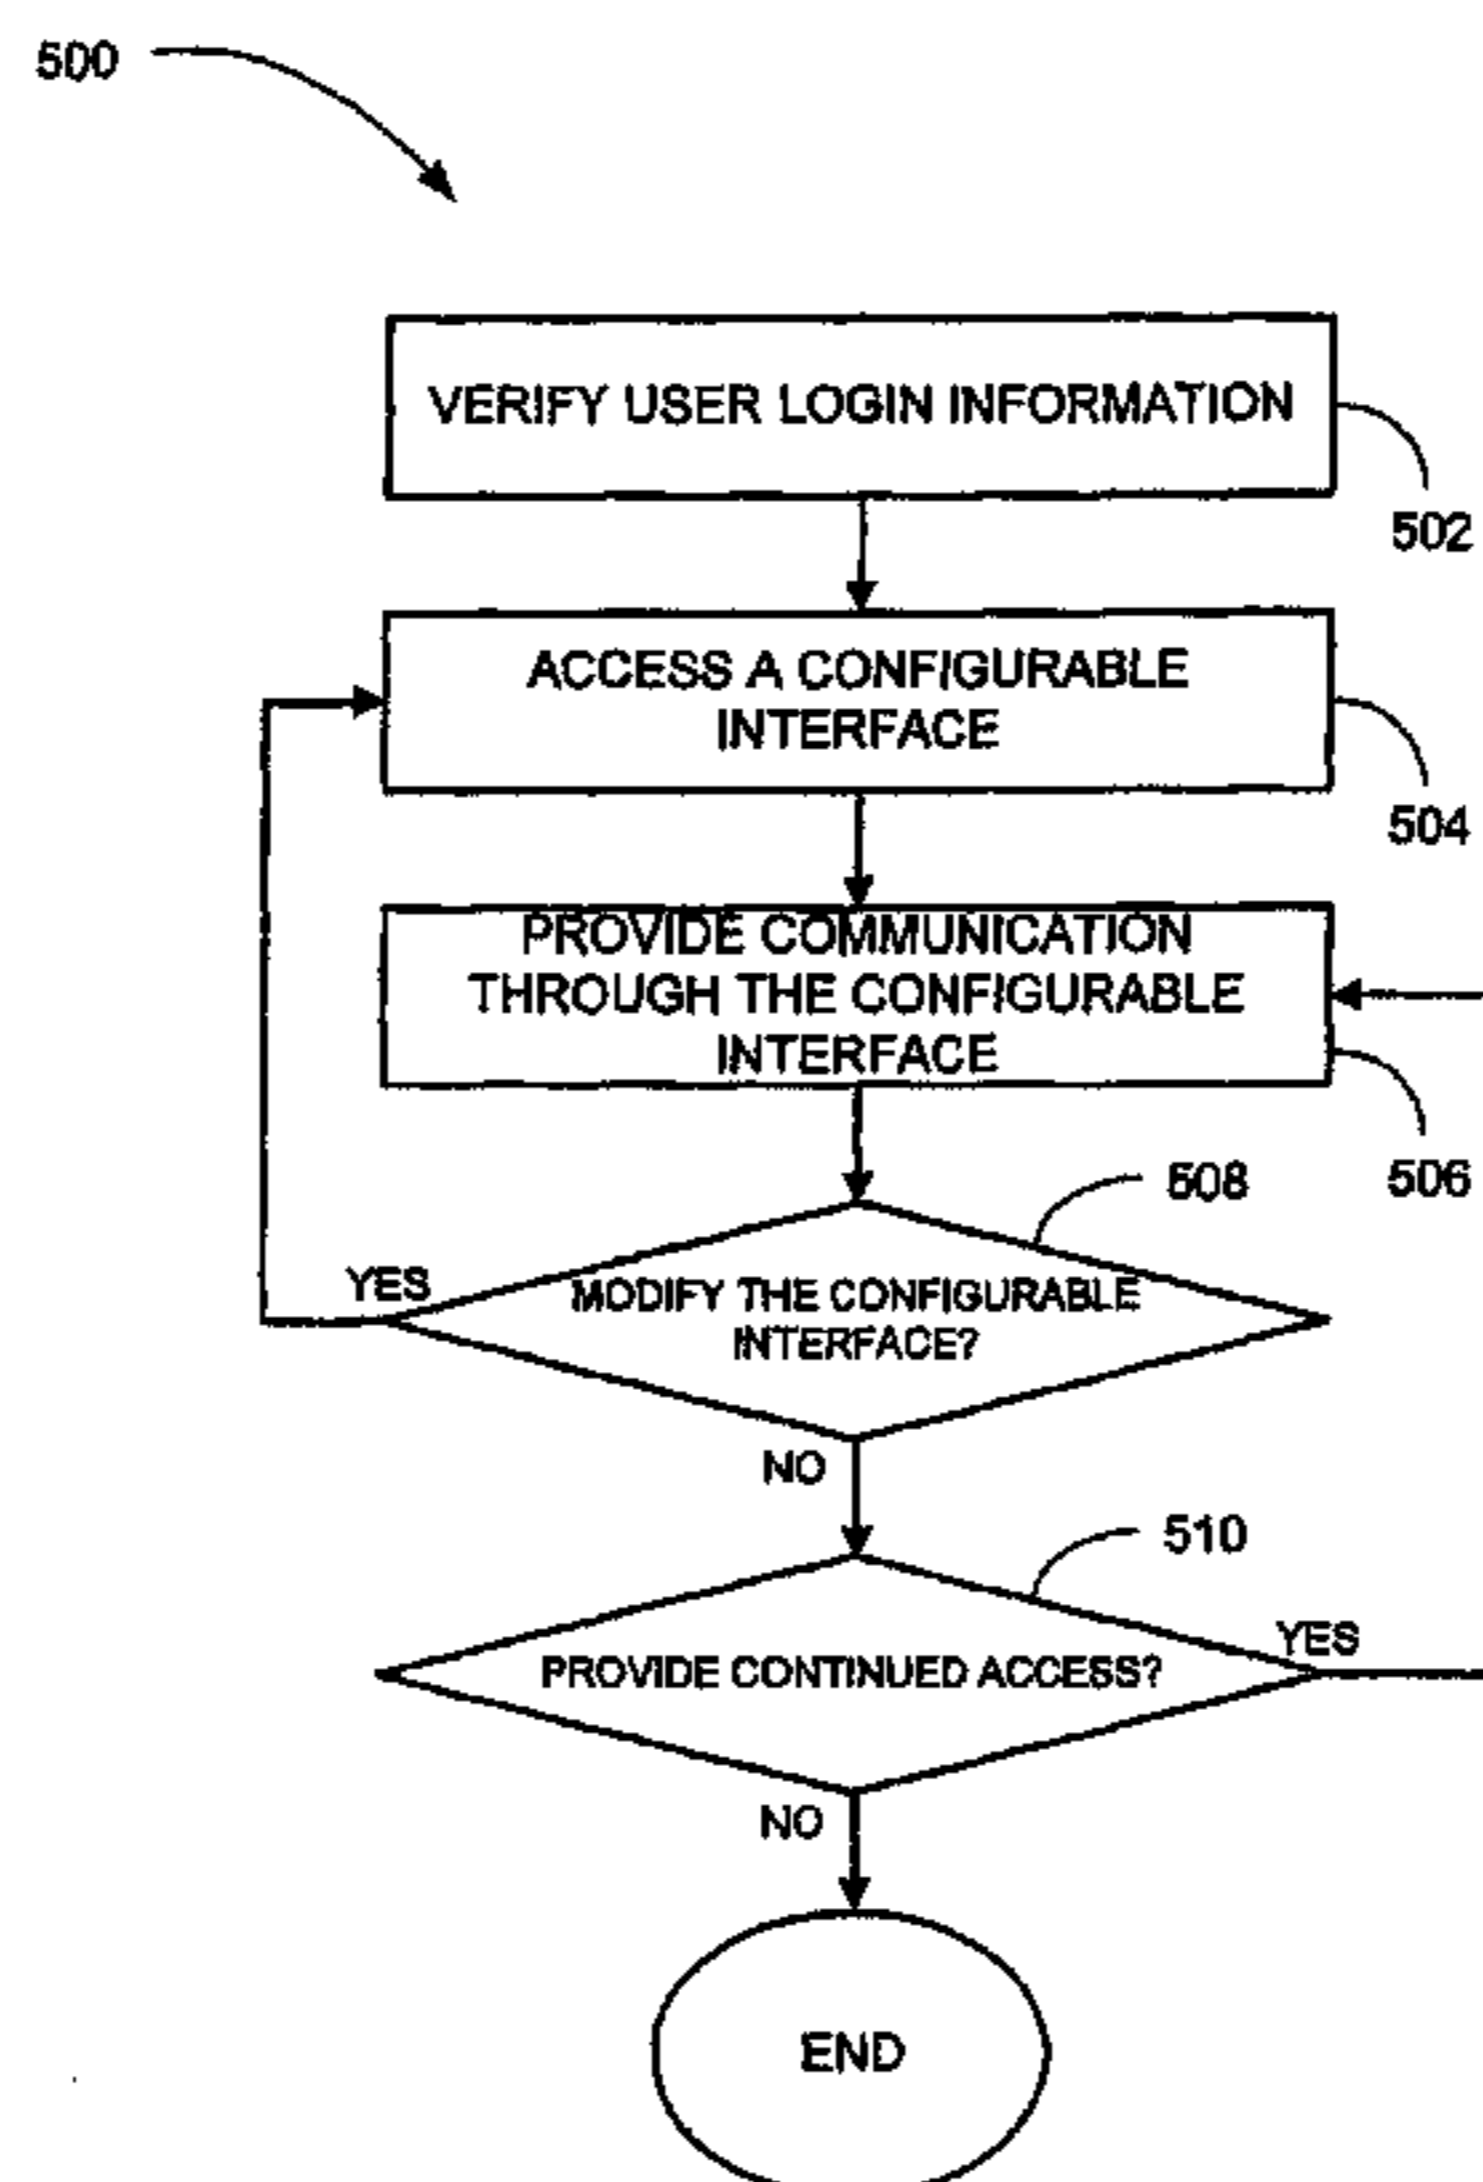 500
VERIFY USER LOGIN INFORMATION
502
ACCESS A CONFIGURABLE
INTERFACE
504
PROVIDE COMMUNICATION
THROUGH THE CONFIGURABLE
INTERFACE
506
508
YES
MODIFY THE CONFIGURABLE
INTERFACE?
NO
510
YES
PROVIDE CONTINUED ACCESS?
NO
END